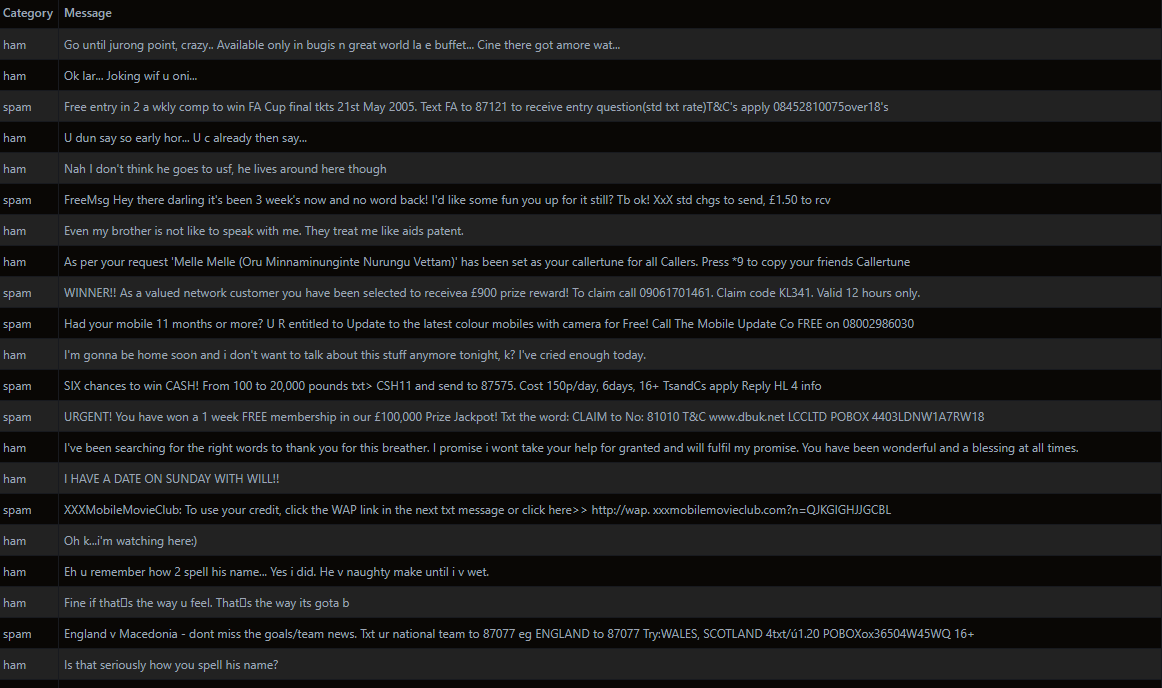 Category Message
ham Go until jurong point, crazy.. Available only in bugis n great world la e buffet... Cine there got amore wat...
ham Ok lar... Joking wif u oni...
spam Free entry in 2 a wkly comp to win FA Cup final tkts 21st May 2005. Text FA to 87121 to receive entry question(std txt rate)T&C's apply 08452810075over18's
ham U dun say so early hor... U c already then say...
ham Nah I don't think he goes to usf, he lives around here though
spam FreeMsg Hey there darling it's been 3 week's now and no word back! I'd like some fun you up for it still? Tb ok! XxX std chgs to send, £1.50 to rcv
ham Even my brother is not like to speak with me. They treat me like aids patent.
ham As per your request 'Melle Melle (Oru Minnaminunginte Nurungu Vettam)' has been set as your callertune for all Callers. Press *9 to copy your friends Callertune
spam WINNER!! As a valued network customer you have been selected to receivea £900 prize reward! To claim call 09061701461. Claim code KL341. Valid 12 hours only.
spam Had your mobile 11 months or more? U R entitled to Update to the latest colour mobiles with camera for Free! Call The Mobile Update Co FREE on 08002986030
ham I'm gonna be home soon and i don't want to talk about this stuff anymore tonight, k? I've cried enough today.
spam SIX chances to win CASH! From 100 to 20,000 pounds txt> CSH11 and send to 87575. Cost 150p/day, 6days, 16+ TsandCs apply Reply HL 4 info
spam URGENT! You have won a 1 week FREE membership in our £100,000 Prize Jackpot! Txt the word: CLAIM to No: 81010 T&C www.dbuk.net LCCLTD POBOX 4403LDNW1A7RW18
ham I've been searching for the right words to thank you for this breather. I promise i wont take your help for granted and will fulfil my promise. You have been wonderful and a blessing at all times.
ham I HAVE A DATE ON SUNDAY WITH WILL!!
spam XXXMobileMovieClub: To use your credit, click the WAP link in the next txt message or click here>> http://wap. xxxmobilemovieclub.com?n=QJKGIGHJJGCBL
ham Oh k...i'm watching here:)
ham Eh u remember how 2 spell his name... Yes i did. He v naughty make until i v wet.
ham Fine if that▯s the way u feel. That▯s the way its gota b
spam England v Macedonia - dont miss the goals/team news. Txt ur national team to 87077 eg ENGLAND to 87077 Try:WALES, SCOTLAND 4txt/ú1.20 POBOXox36504W45WQ 16+
ham Is that seriously how you spell his name?